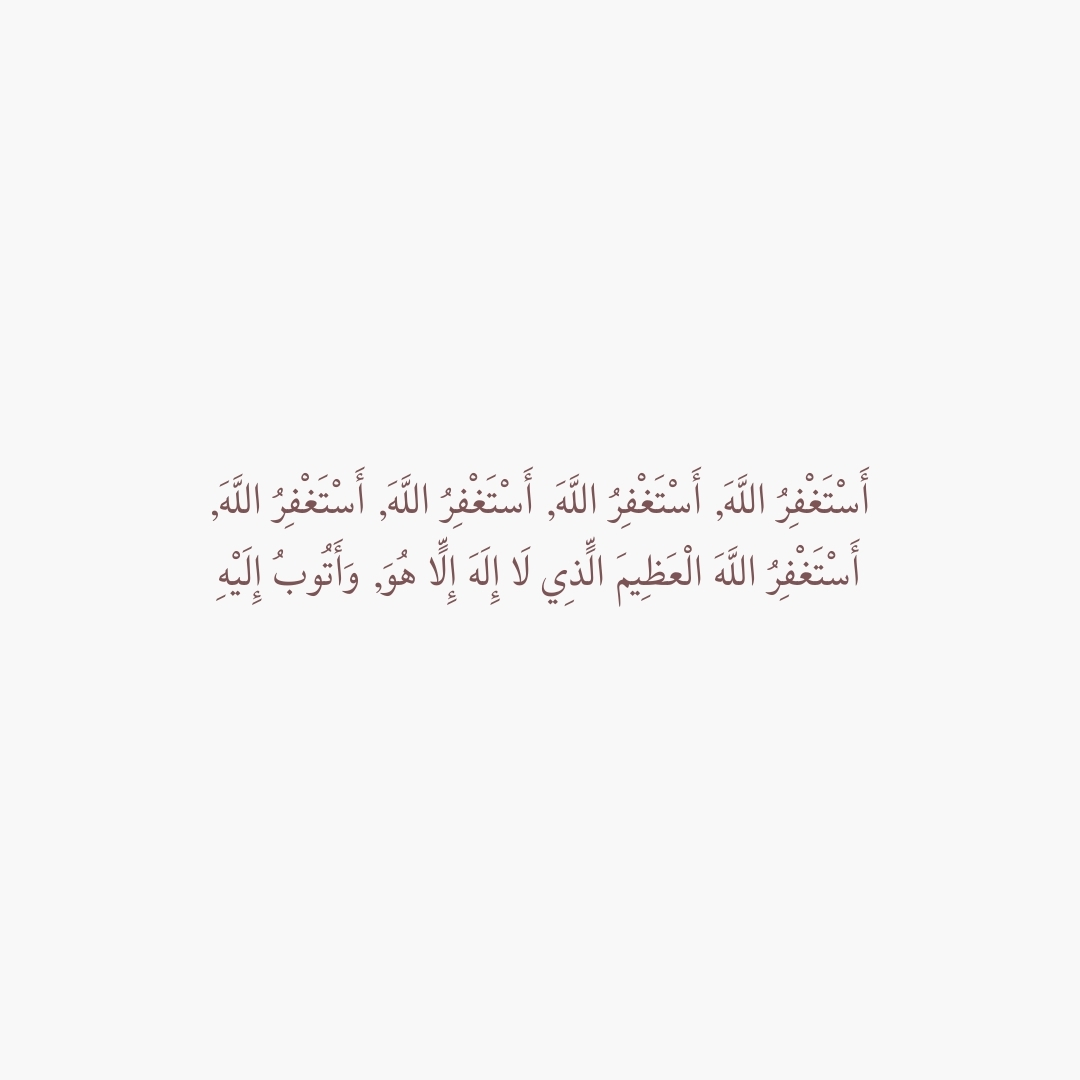 أَسْتَغْفِرُ اللَّهَ, أَسْتَغْفِرُ اللَّهَ, أَسْتَغْفِرُ اللَّهَ, أَسْتَغْفِرُ اللَّهَ,
أَسْتَغْفِرُ اللَّهَ الْعَظِيمَ الَّذِي لَا إِلَهَ إِلَّا هُوَ, وَأَتُوبُ إِلَيْهِ